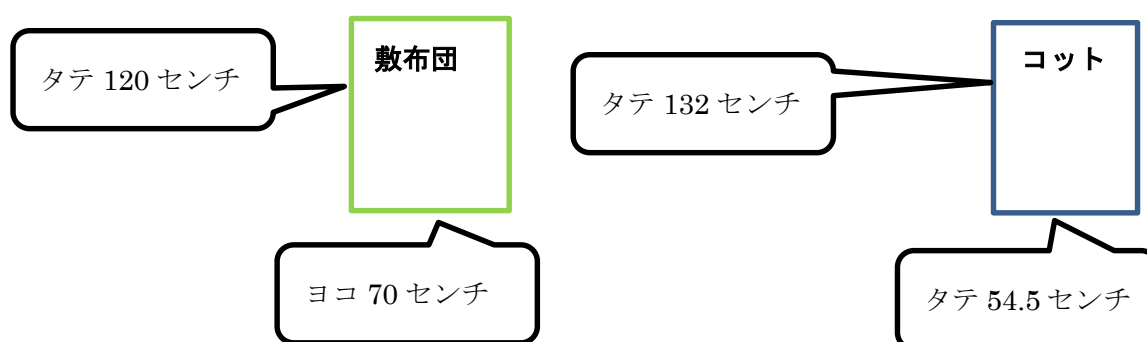 敷布団
タテ 120 センチ
ヨコ 70 センチ
コット
タテ 132 センチ
タテ 54.5 センチ